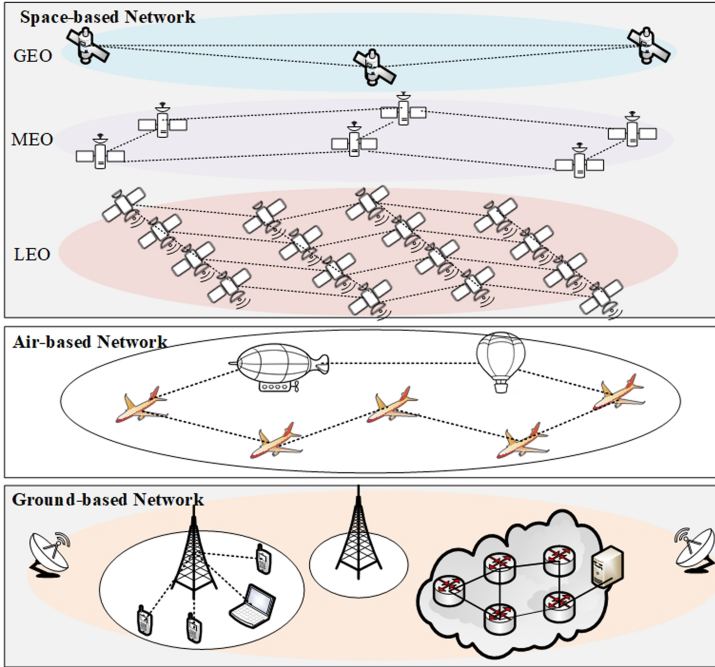 Space-based Network
GEO
MEO
LEO
Air-based Network
Ground-based Network